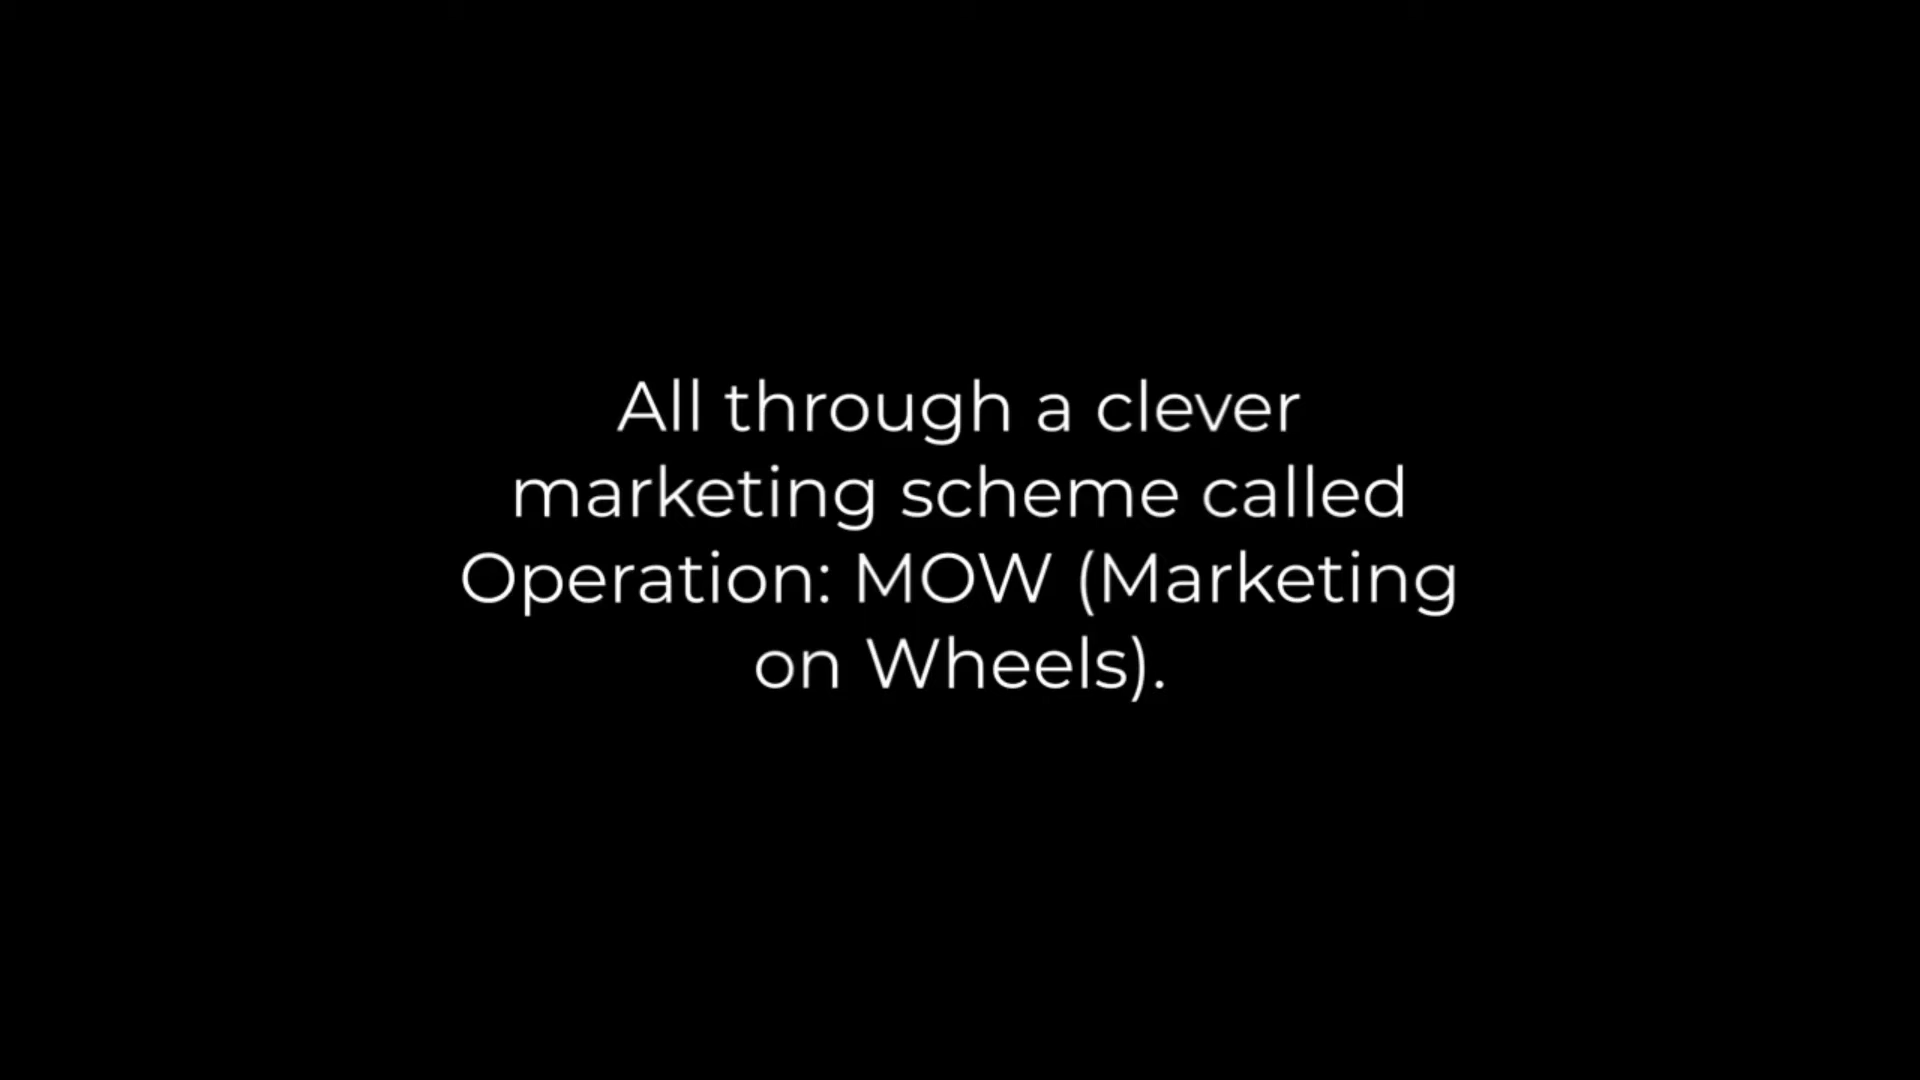 All through a clever
marketing scheme called
Operation: MOW (Marketing
on Wheels).